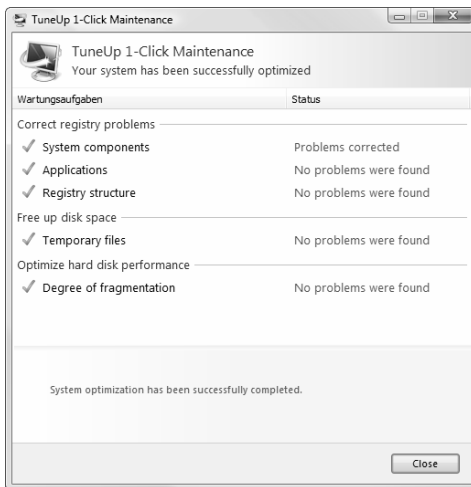 TuneUp 1-Click Maintenance
TuneUp 1-Click Maintenance
Your system has been successfully optimized
Wartungsaufgaben Status
Correct registry problems
System components Problems corrected
Applications No problems were found
Registry structure No problems were found
Free up disk space
Temporary files No problems were found
Optimize hard disk performance
Degree of fragmentation No problems were found
System optimization has been successfully completed.
Close